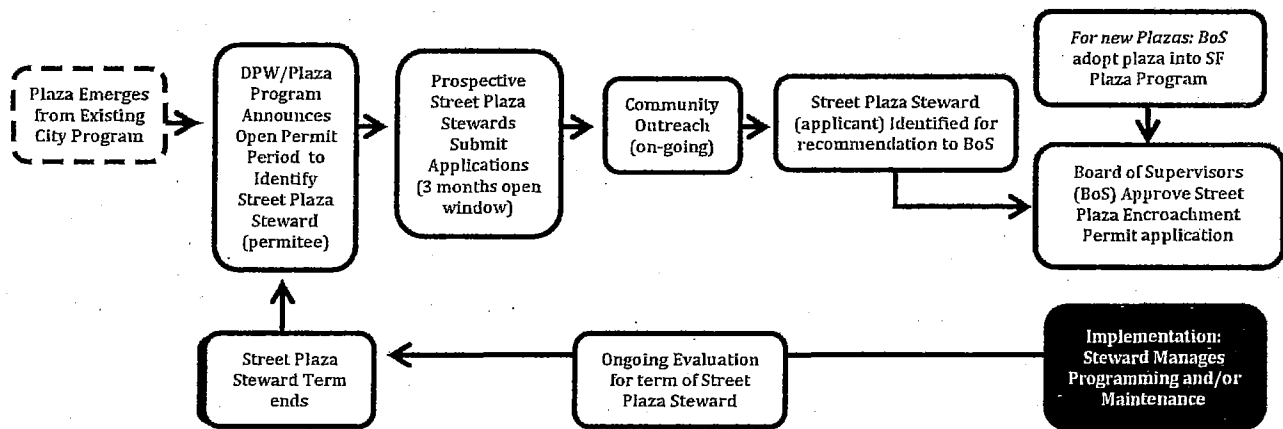 Plaza Emerges
from Existing
City Program
DPW/Plaza
Program
Announces
Open Permit
Period to
Identify
Street Plaza
Steward
(permitee)
Prospective
Street Plaza
Stewards
Submit
Applications
(3 months open
window)
Community
Outreach
(on-going)
Street Plaza Steward
(applicant) Identified for
recommendation to BoS
For new Plazas: BoS
adopt plaza into SF
Plaza Program
Board of Supervisors
(BoS) Approve Street
Plaza Encroachment
Permit application
Implementation:
Steward Manages
Programming and/or
Maintenance
Ongoing Evaluation
for term of Street
Plaza Steward
Street Plaza
Steward Term
ends